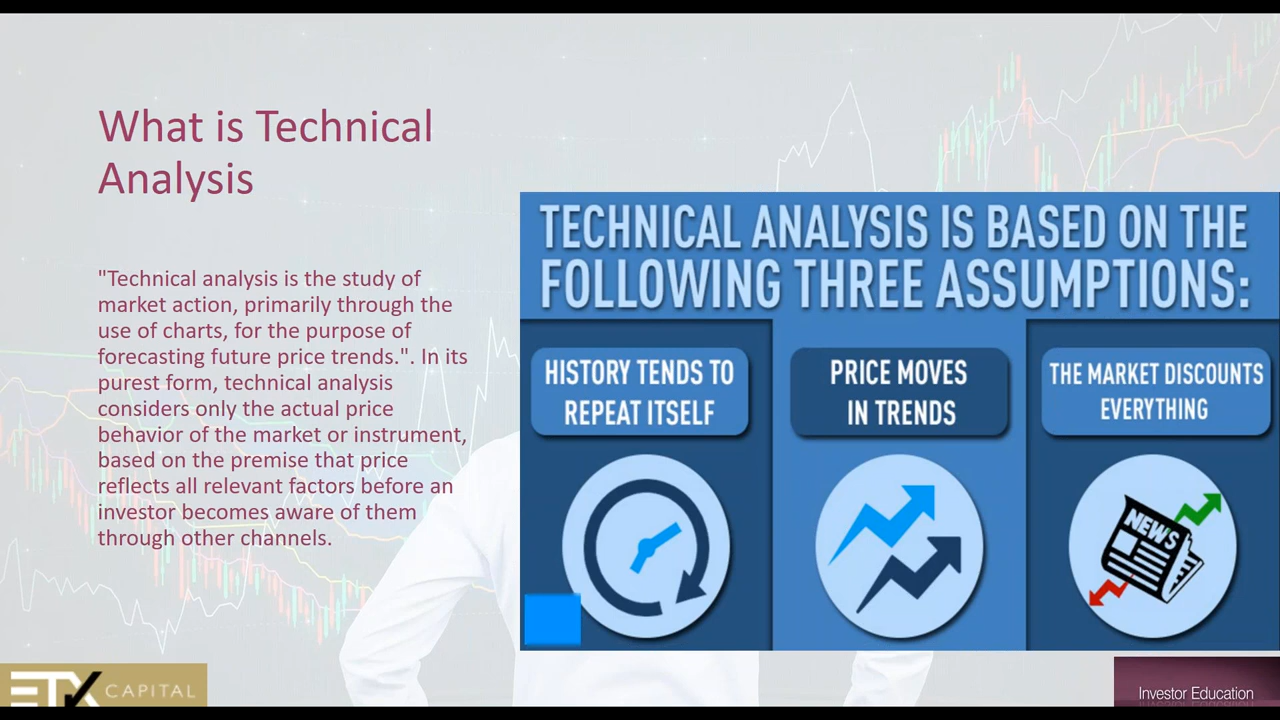 What is Technical
Analysis
"Technical analysis is the study of
market action, primarily through the
use of charts, for the purpose of
forecasting future price trends.". In its
purest form, technical analysis
considers only the actual price
behavior of the market or instrument,
based on the premise that price
reflects all relevant factors before an
investor becomes aware of them
through other channels.
TECHNICAL ANALYSIS IS BASED ON THE
FOLLOWING THREE ASSUMPTIONS:
HISTORY TENDS TO
REPEAT ITSELF
PRICE MOVES
IN TRENDS
THE MARKET DISCOUNTS
EVERYTHING
NEWS
ETX CAPITAL
Investor Education